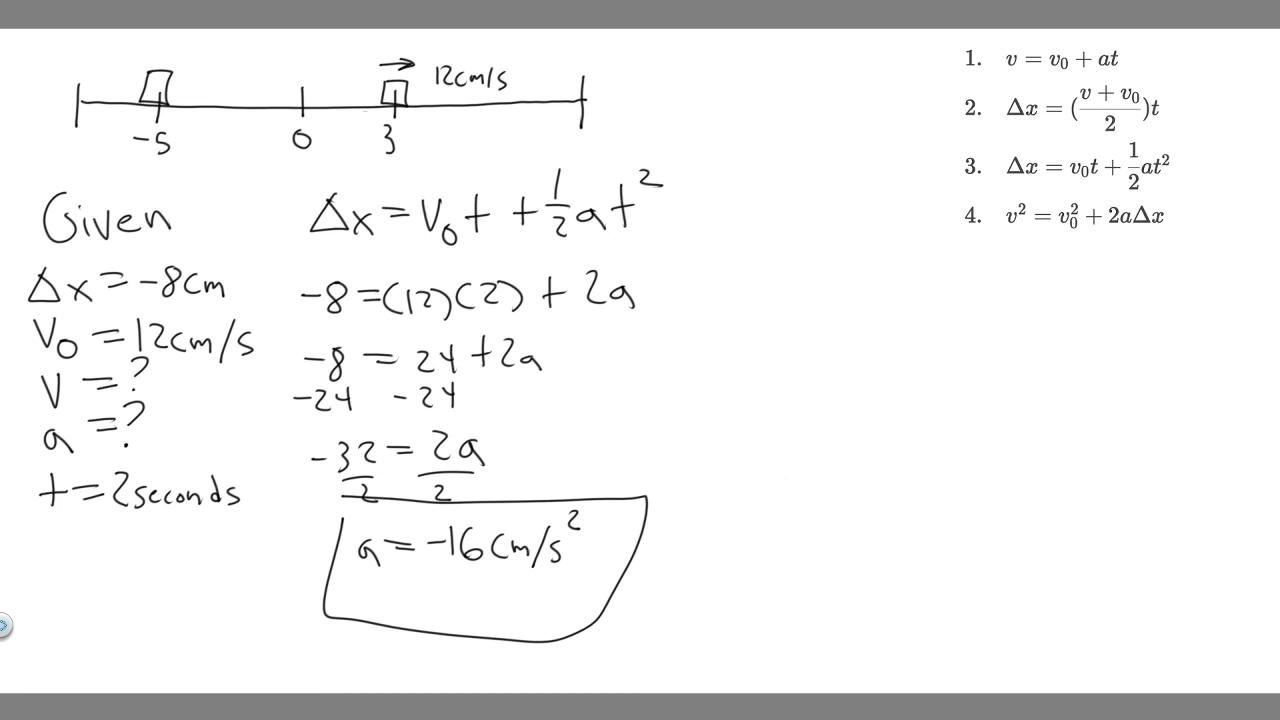 12cm/s
-5 0 3
Given
Δx = -8cm
V₀ = 12cm/s
V = ?
a = ?
t = 2seconds
Δx = V₀t + 1/2at²
-8 = (12)(2) + 2a
-8 = 24 + 2a
-24 -24
-32/2 = 2a/2
a = -16cm/s²
1. v = v₀ + at
2. Δx = (v + v₀/2)t
3. Δx = v₀t + 1/2at²
4. v² = v₀² + 2aΔx